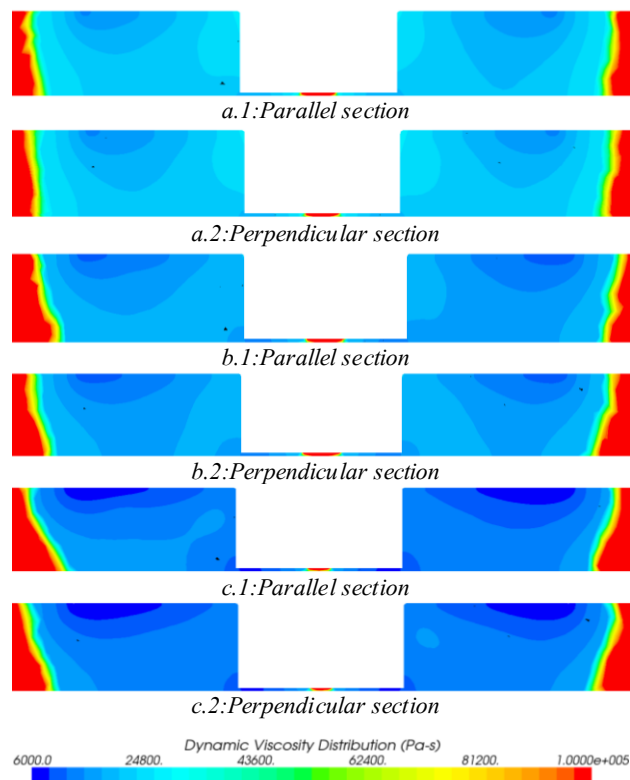 a.1:Parallel section
a.2:Perpendicular section
b.1:Parallel section
b.2:Perpendicular section
c.1:Parallel section
c.2:Perpendicular section
Dynamic Viscosity Distribution (Pa-s)
6000.0 24800. 43600. 62400. 81200. 1.0000e+005